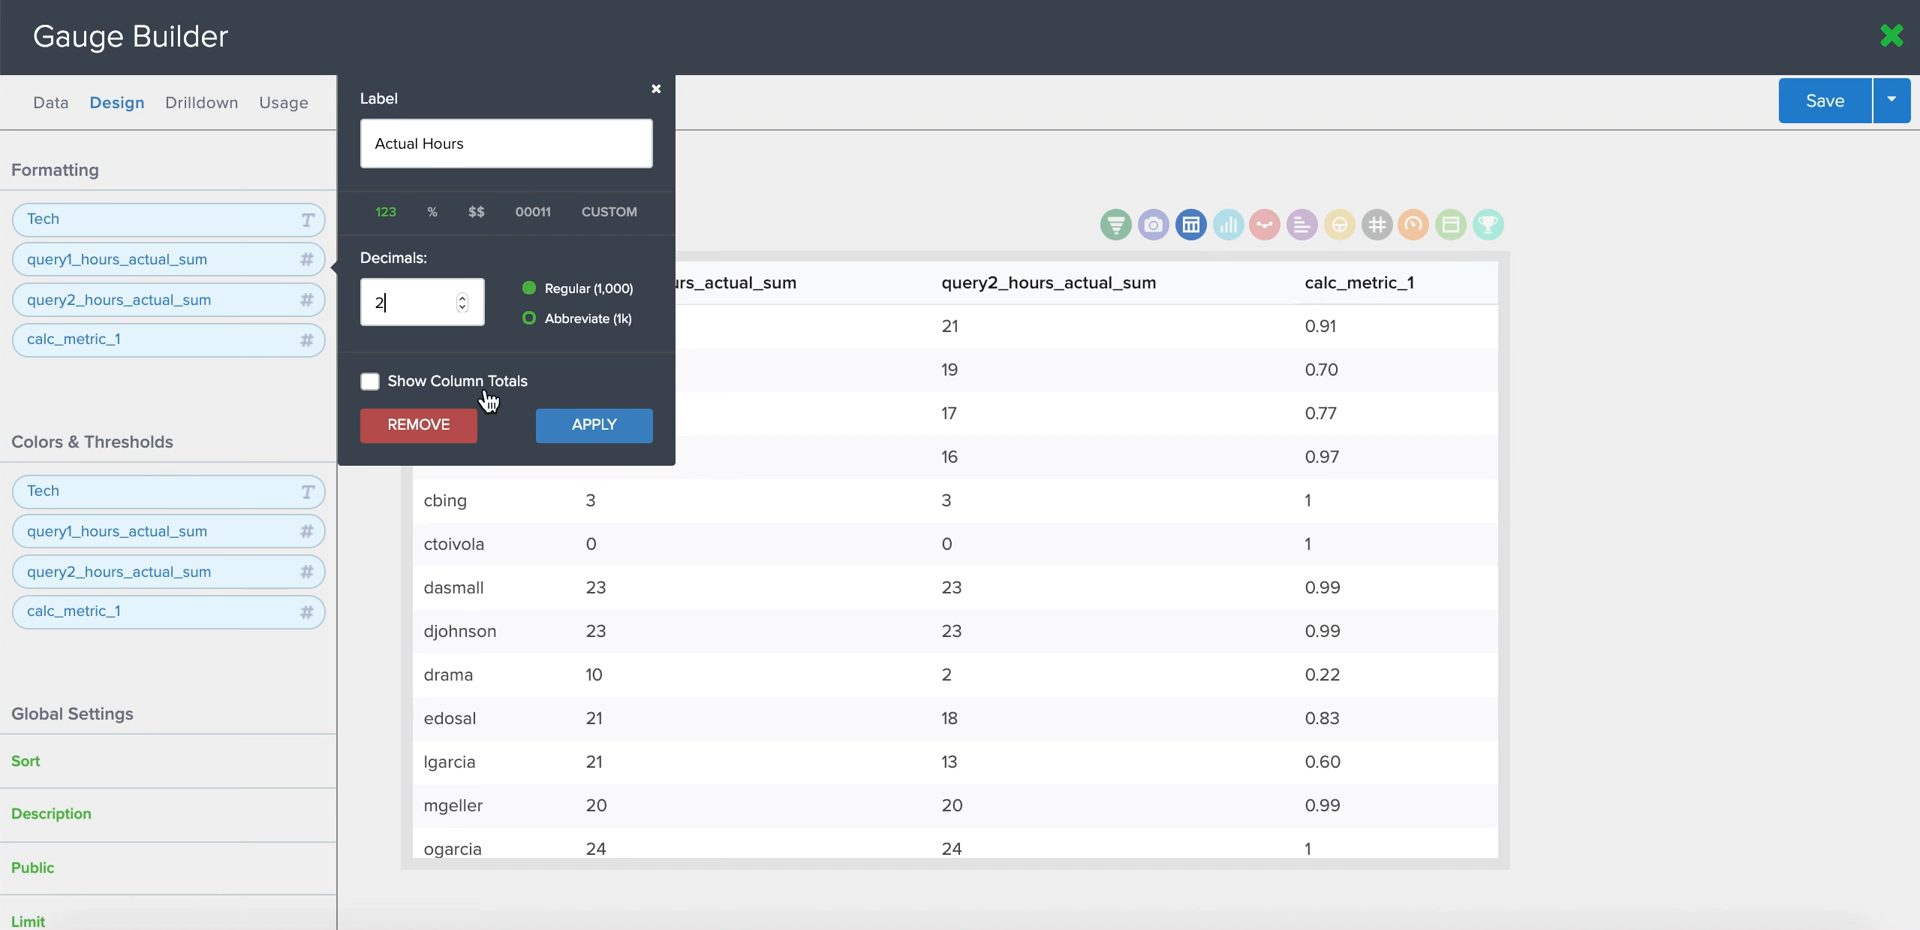 Gauge Builder
Data Design Drilldown Usage
Save
Label
Actual Hours
123 % $$ 00011 CUSTOM
Decimals:
2
Regular (1,000)
Abbreviate (1k)
Show Column Totals
REMOVE APPLY
Formatting
Tech T
query1_hours_actual_sum #
query2_hours_actual_sum #
calc_metric_1 #
Colors & Thresholds
Tech T
query1_hours_actual_sum #
query2_hours_actual_sum #
calc_metric_1 #
Global Settings
Sort
Description
Public
Limit
rs_actual_sum query2_hours_actual_sum calc_metric_1
21 0.91
19 0.70
17 0.77
16 0.97
cbing 3 3 1
ctoivola 0 0 1
dasmall 23 23 0.99
djohnson 23 23 0.99
drama 10 2 0.22
edosal 21 18 0.83
lgarcia 21 13 0.60
mgeller 20 20 0.99
ogarcia 24 24 1